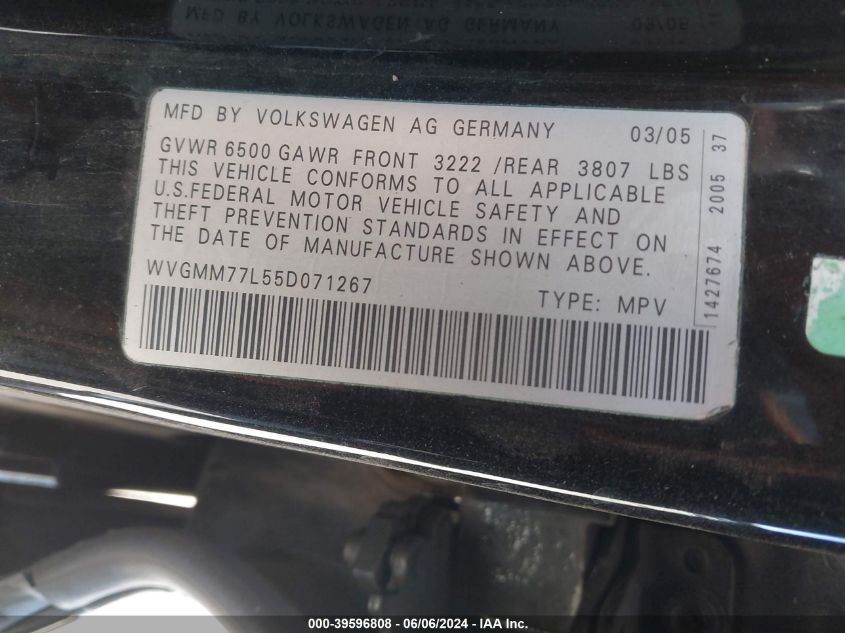 MFD BY VOLKSWAGEN AG GERMANY 03/05
GVWR 6500 GAWR FRONT 3222 /REAR 3807 LBS
THIS VEHICLE CONFORMS TO ALL APPLICABLE
U.S.FEDERAL MOTOR VEHICLE SAFETY AND
THEFT PREVENTION STANDARDS IN EFFECT ON
THE DATE OF MANUFACTURE SHOWN ABOVE.
WVGMM77L55D071267 TYPE: MPV
1427674 2005 37
000-39596808 - 06/06/2024 - IAA, Inc.